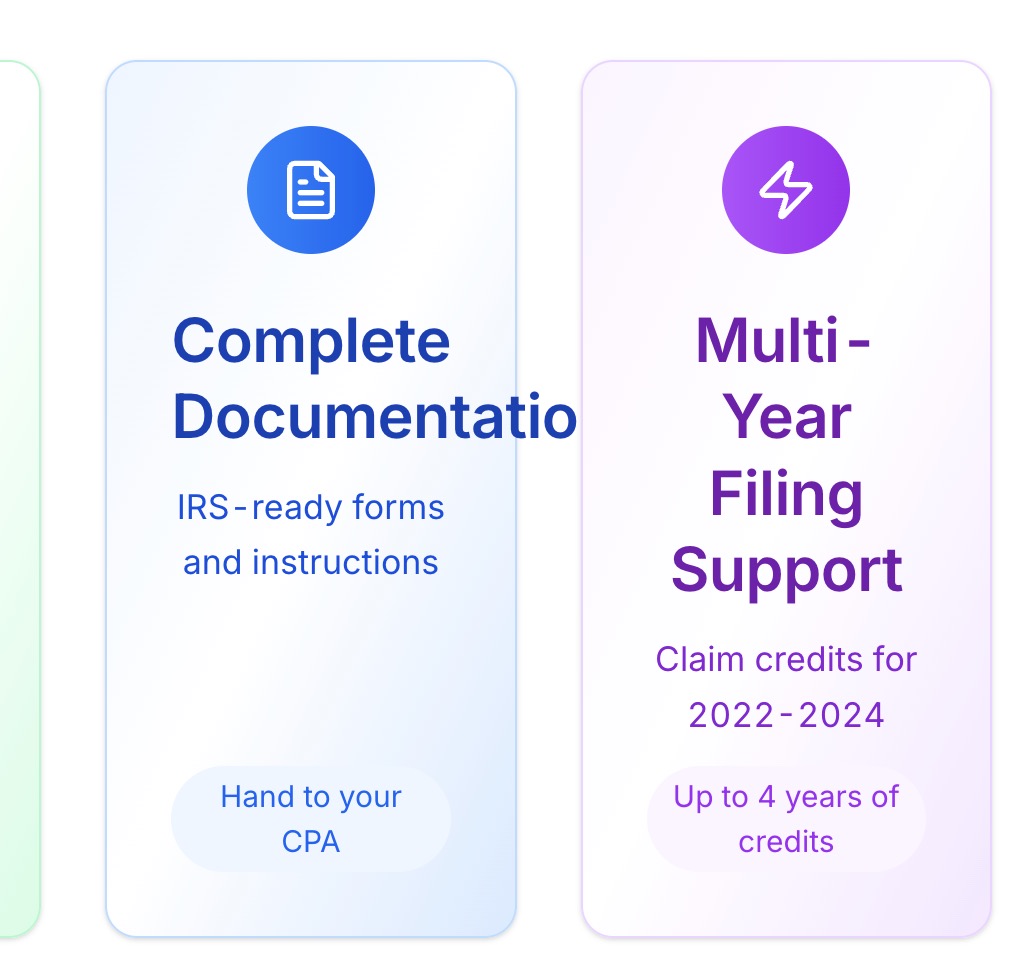 Complete
Documentatio
IRS-ready forms
and instructions
Hand to your
CPA
Multi-
Year
Filing
Support
Claim credits for
2022-2024
Up to 4 years of
credits